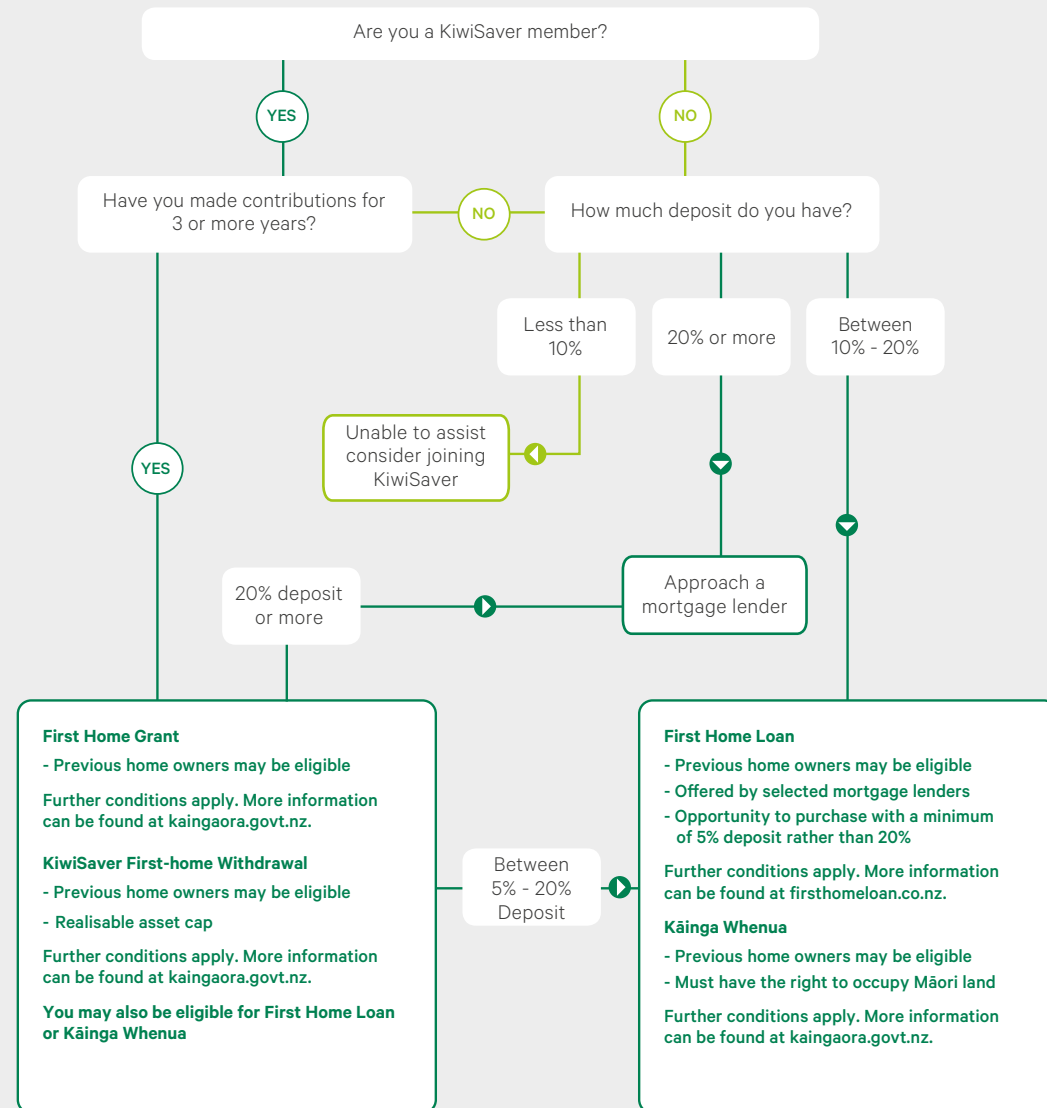 Are you a KiwiSaver member?
YES
NO
Have you made contributions for
3 or more years?
NO
How much deposit do you have?
Less than
10%
20% or more
Between
10% - 20%
Unable to assist
consider joining
KiwiSaver
YES
20% deposit
or more
Approach a
mortgage lender
First Home Grant
- Previous home owners may be eligible
Further conditions apply. More information
can be found at kaingaora.govt.nz.
KiwiSaver First-home Withdrawal
- Previous home owners may be eligible
- Realisable asset cap
Further conditions apply. More information
can be found at kaingaora.govt.nz.
You may also be eligible for First Home Loan
or Kāinga Whenua
Between
5% - 20%
Deposit
First Home Loan
- Previous home owners may be eligible
- Offered by selected mortgage lenders
- Opportunity to purchase with a minimum
of 5% deposit rather than 20%
Further conditions apply. More information
can be found at firsthomeloan.co.nz.
Kāinga Whenua
- Previous home owners may be eligible
- Must have the right to occupy Māori land
Further conditions apply. More information
can be found at kaingaora.govt.nz.